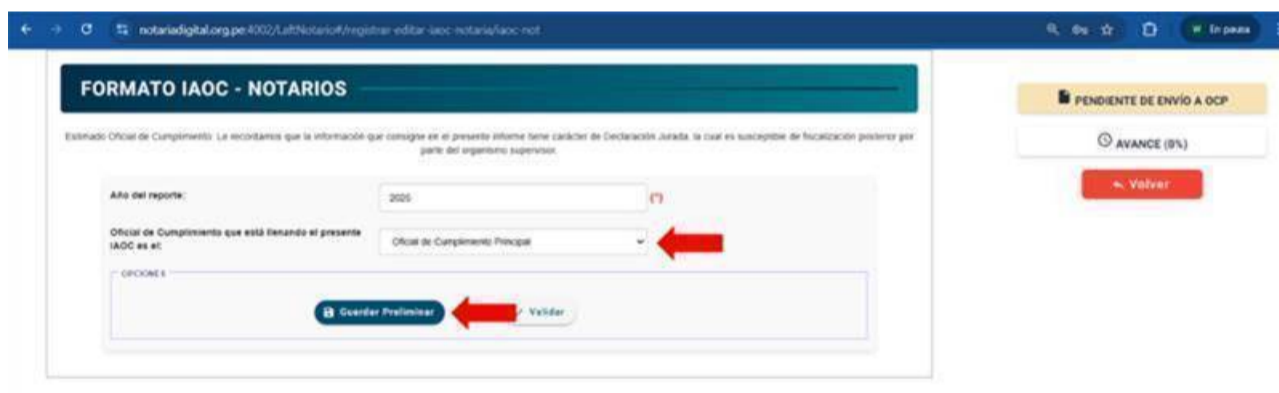 notariadigital.org.pe:4002/LaftNotario#/registrar-editar-iaoc-notaria/iaoc-not
En pausa
FORMATO IAOC - NOTARIOS
Estimado Oficial de Cumplimiento: Le recordamos que la información que consigne en el presente informe tiene carácter de Declaración Jurada, la cual es susceptible de fiscalización posterior por
parte del organismo supervisor.
Año del reporte:
2025
(*)
Oficial de Cumplimiento que está llenando el presente
IAOC es el:
Oficial de Cumplimiento Principal
OPCIONES
Guardar Preliminar
Validar
PENDIENTE DE ENVÍO A OCP
AVANCE (0%)
Volver